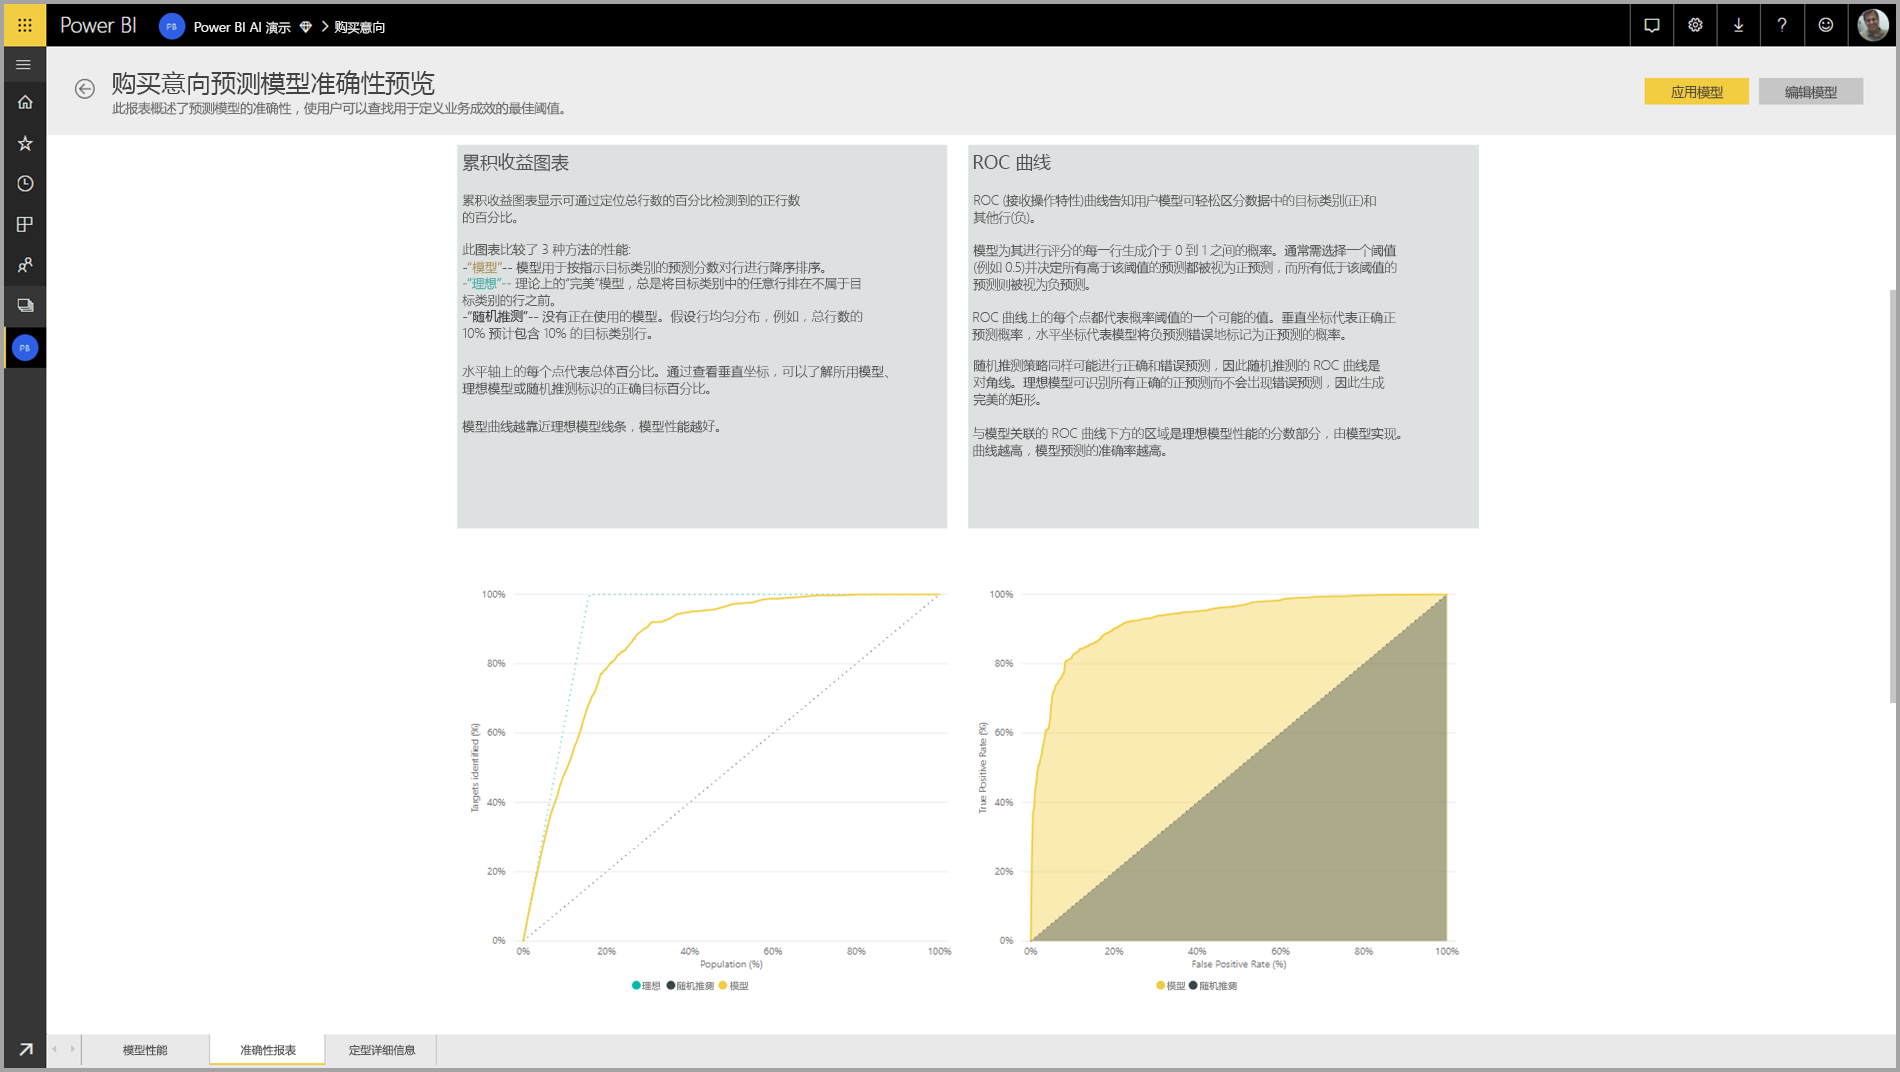 Power BI
PB
Power BI AI 演示
购买意向
购买意向预测模型准确性预览
此报表概述了预测模型的准确性，使用户可以查找用于定义业务成效的最佳阈值。
应用模型
编辑模型
PB
累积收益图表
累积收益图表显示可通过定位总行数的百分比检测到的正行数
的百分比。
此图表比较了 3 种方法的性能:
-“模型”-- 模型用于按指示目标类别的预测分数对行进行降序排序。
-“理想”-- 理论上的“完美”模型，总是将目标类别中的任意行排在不属于目
标类别的行之前。
-“随机推测”-- 没有正在使用的模型。假设行均匀分布，例如，总行数的
10% 预计包含 10% 的目标类别行。
水平轴上的每个点代表总体百分比。通过查看垂直坐标，可以了解所用模型、
理想模型或随机推测标识的正确目标百分比。
模型曲线越靠近理想模型线条，模型性能越好。
ROC 曲线
ROC (接收操作特性)曲线告知用户模型可轻松区分数据中的目标类别(正)和
其他行(负)。
模型为其进行评分的每一行生成介于 0 到 1 之间的概率。通常需选择一个阈值
(例如 0.5)并决定所有高于该阈值的预测都被视为正预测，而所有低于该阈值的
预测则被视为负预测。
ROC 曲线上的每个点都代表概率阈值的一个可能的值。垂直坐标代表正确正
预测概率，水平坐标代表模型将负预测错误地标记为正预测的概率。
随机推测策略同样可能进行正确和错误预测，因此随机推测的 ROC 曲线是
对角线。理想模型可识别所有正确的正预测而不会出现错误预测，因此生成
完美的矩形。
与模型关联的 ROC 曲线下方的区域是理想模型性能的分数部分，由模型实现。
曲线越高，模型预测的准确率越高。
100%
80%
60%
40%
20%
0%
Targets identified (%)
0%
20%
40%
60%
80%
100%
Population (%)
理想
随机推测
模型
100%
80%
60%
40%
20%
0%
True Positive Rate (%)
0%
20%
40%
60%
80%
100%
False Positive Rate (%)
模型
随机推测
模型性能
准确性报表
定型详细信息